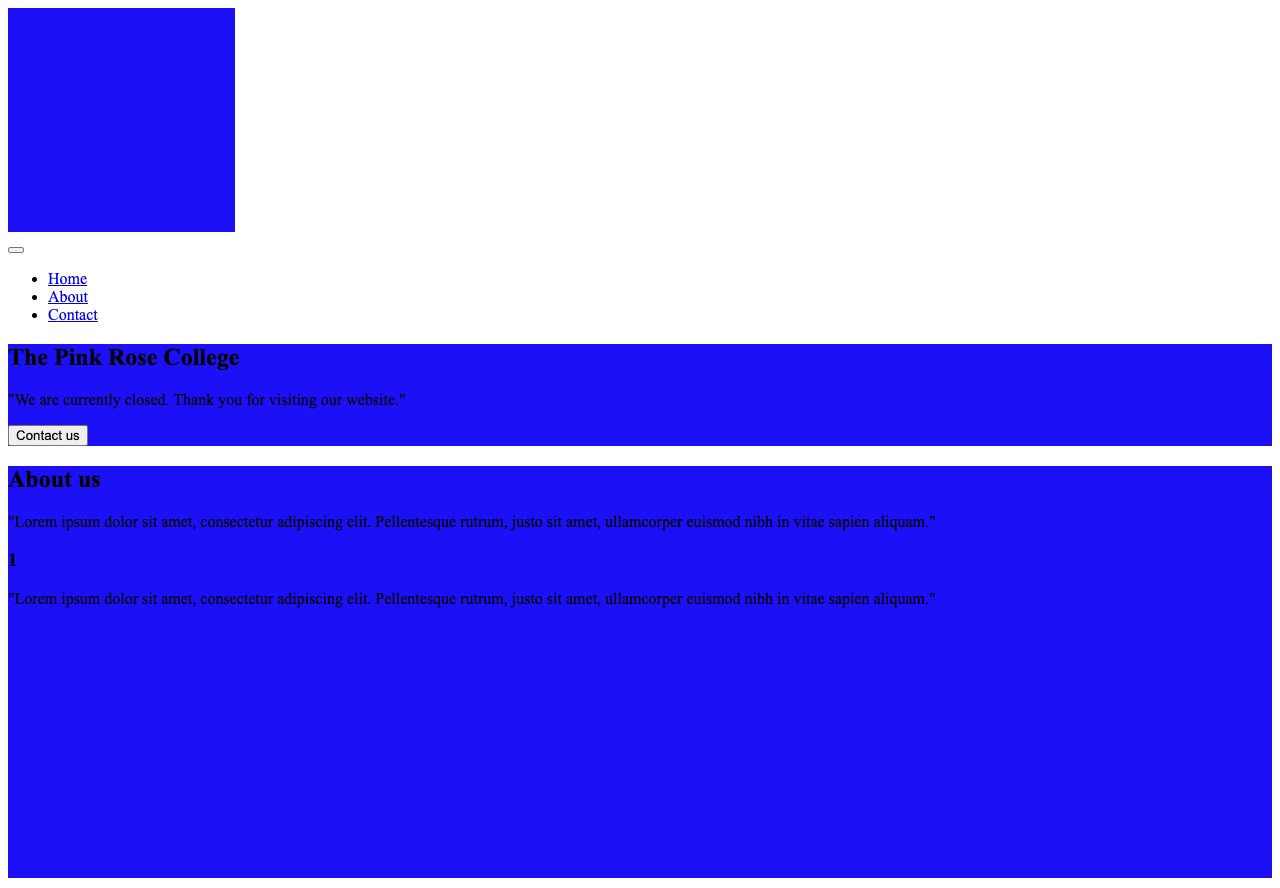 Home
About
Contact
The Pink Rose College
"We are currently closed. Thank you for visiting our website."
Contact us
About us
"Lorem ipsum dolor sit amet, consectetur adipiscing elit. Pellentesque rutrum, justo sit amet, ullamcorper euismod nibh in vitae sapien aliquam."
1
"Lorem ipsum dolor sit amet, consectetur adipiscing elit. Pellentesque rutrum, justo sit amet, ullamcorper euismod nibh in vitae sapien aliquam."